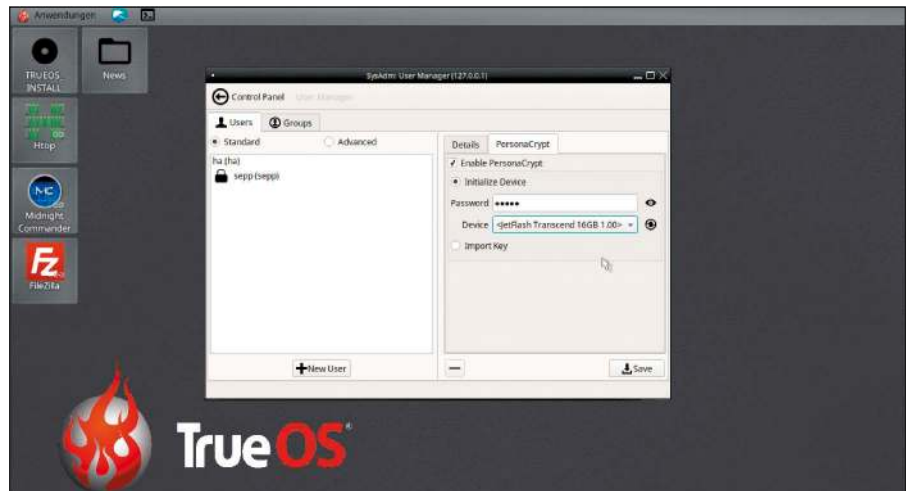 Anwendungen
TRUEOS
INSTALL
News
Htop
MC
Midnight
Commander
Fz
FileZilla
SysAdm: User Manager (127.0.0.1)
Control Panel User Manager
Users Groups
Standard Advanced
ha (ha)
sepp (sepp)
New User
Details PersonaCrypt
Enable PersonaCrypt
Initialize Device
Password •••••
Device <JetFlash Transcend 16GB 1.00>
Import Key
Save
TrueOS®